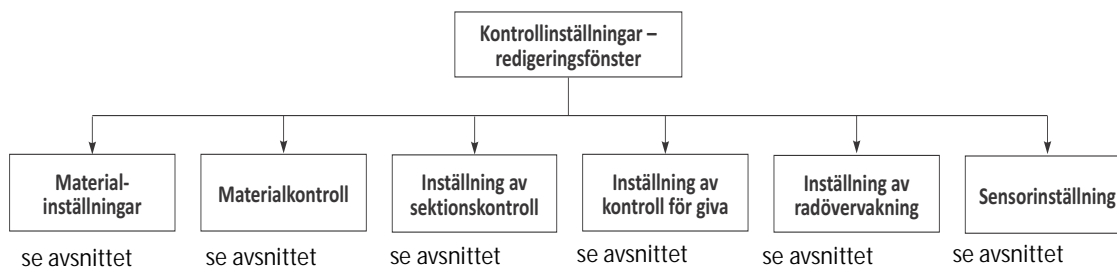 Kontrollinställningar –
redigeringsfönster
Material-
inställningar
Materialkontroll
Inställning av
sektionskontroll
Inställning av
kontroll för giva
Inställning av
radövervakning
Sensorinställning
se avsnittet
se avsnittet
se avsnittet
se avsnittet
se avsnittet
se avsnittet